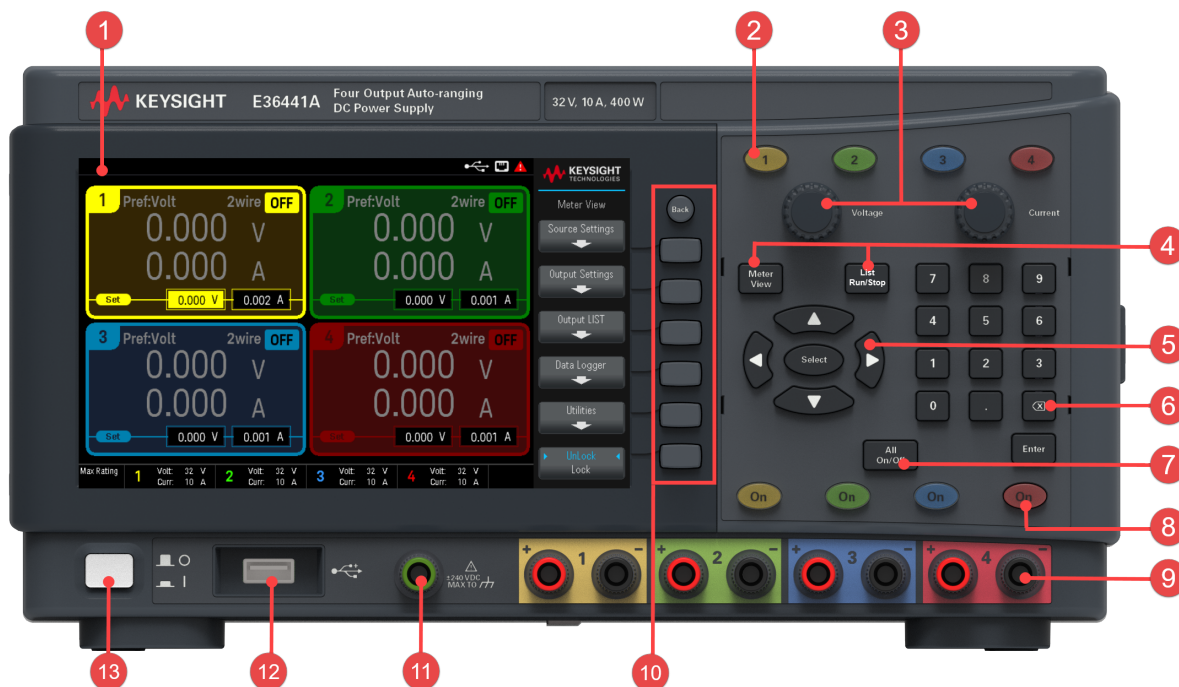 1
2
3
KEYSIGHT
E36441A
Four Output Auto-ranging
DC Power Supply
32 V, 10 A, 400 W
KEYSIGHT
TECHNOLOGIES
Meter View
Source Settings
Output Settings
Output LIST
Data Logger
Utilities
UnLock
Lock
1 Pref:Volt 2wire OFF
0.000 V
0.000 A
Set 0.000 V 0.002 A
2 Pref:Volt 2wire OFF
0.000 V
0.000 A
Set 0.000 V 0.001 A
3 Pref:Volt 2wire OFF
0.000 V
0.000 A
Set 0.000 V 0.001 A
4 Pref:Volt 2wire OFF
0.000 V
0.000 A
Set 0.000 V 0.001 A
Max Rating
1 Volt: 32 V
Curr: 10 A
2 Volt: 32 V
Curr: 10 A
3 Volt: 32 V
Curr: 10 A
4 Volt: 32 V
Curr: 10 A
Back
1 2 3 4
Voltage
Current
4
Meter
View
List
Run/Stop
7 8 9
4 5 6
5
Select
1 2 3
0 .
6
All
On/Off
Enter
7
On On On On
8
±240 VDC
MAX TO
+ 1 −
+ 2 −
+ 3 −
+ 4 −
9
13
12
11
10